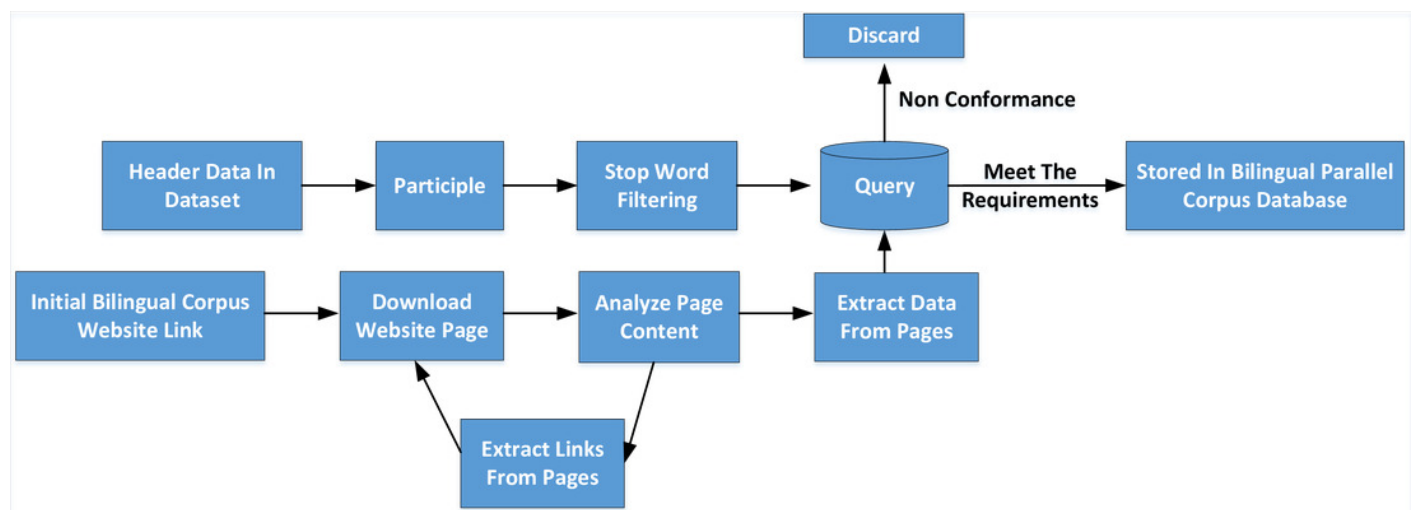 Discard
Non Conformance
Header Data In
Dataset
Participle
Stop Word
Filtering
Query
Meet The
Requirements
Stored In Bilingual Parallel
Corpus Database
Initial Bilingual Corpus
Website Link
Download
Website Page
Analyze Page
Content
Extract Data
From Pages
Extract Links
From Pages